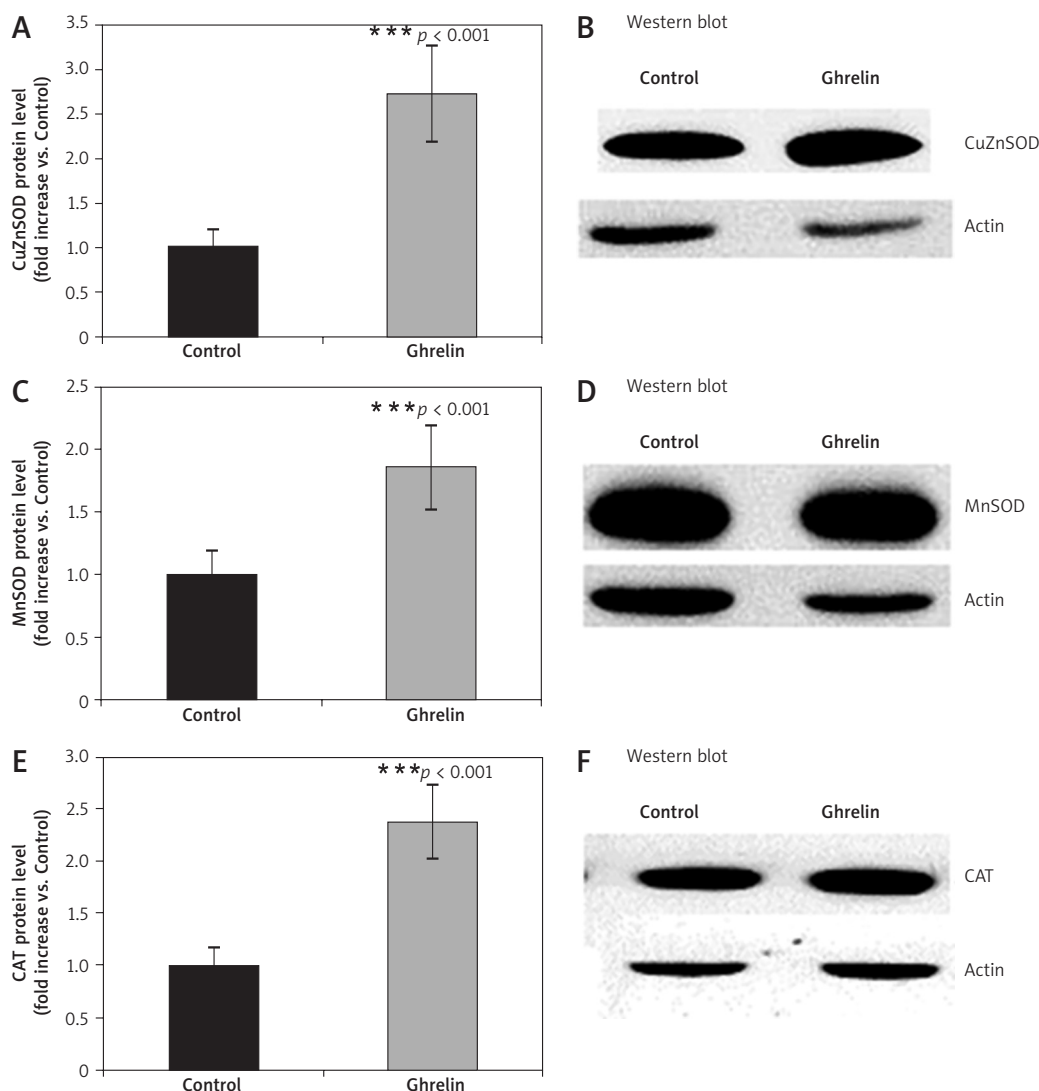 A
CuZnSOD protein level
(fold increase vs. Control)
3.5
3.0
2.5
2.0
1.5
1.0
0.5
0
*** p < 0.001
Control
Ghrelin
B
Western blot
Control
Ghrelin
CuZnSOD
Actin
C
MnSOD protein level
(fold increase vs. Control)
2.5
2.0
1.5
1.0
0.5
0
*** p < 0.001
Control
Ghrelin
D
Western blot
Control
Ghrelin
MnSOD
Actin
E
CAT protein level
(fold increase vs. Control)
3.0
2.5
2.0
1.5
1.0
0.5
0
*** p < 0.001
Control
Ghrelin
F
Western blot
Control
Ghrelin
CAT
Actin